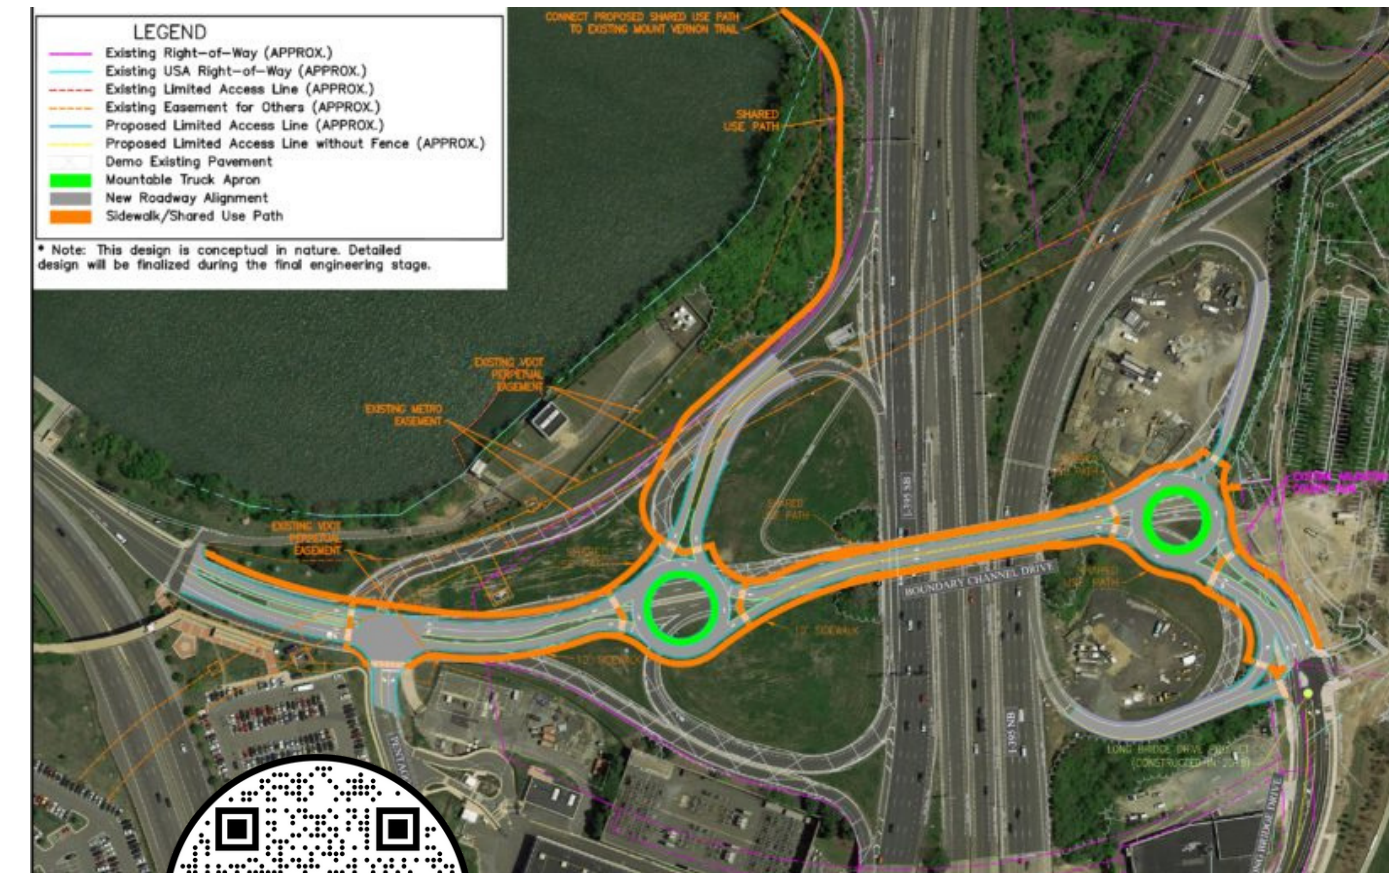 LEGEND
Existing Right-of-Way (APPROX.)
Existing USA Right-of-Way (APPROX.)
Existing Limited Access Line (APPROX.)
Existing Easement for Others (APPROX.)
Proposed Limited Access Line (APPROX.)
Proposed Limited Access Line without Fence (APPROX.)
Demo Existing Pavement
Mountable Truck Apron
New Roadway Alignment
Sidewalk/Shared Use Path
* Note: This design is conceptual in nature. Detailed
design will be finalized during the final engineering stage.
CONNECT PROPOSED SHARED USE PATH
TO EXISTING MOUNT VERNON TRAIL
SHARED
USE PATH
EXISTING VDOT
PERPETUAL
EASEMENT
EXISTING METRO
EASEMENT
EXISTING VDOT
PERPETUAL
EASEMENT
SHARED
USE PATH
I-395 SB
BOUNDARY CHANNEL DRIVE
SHARED
USE PATH
SIDEWALK
I-395 NB
LONG BRIDGE DRIVE